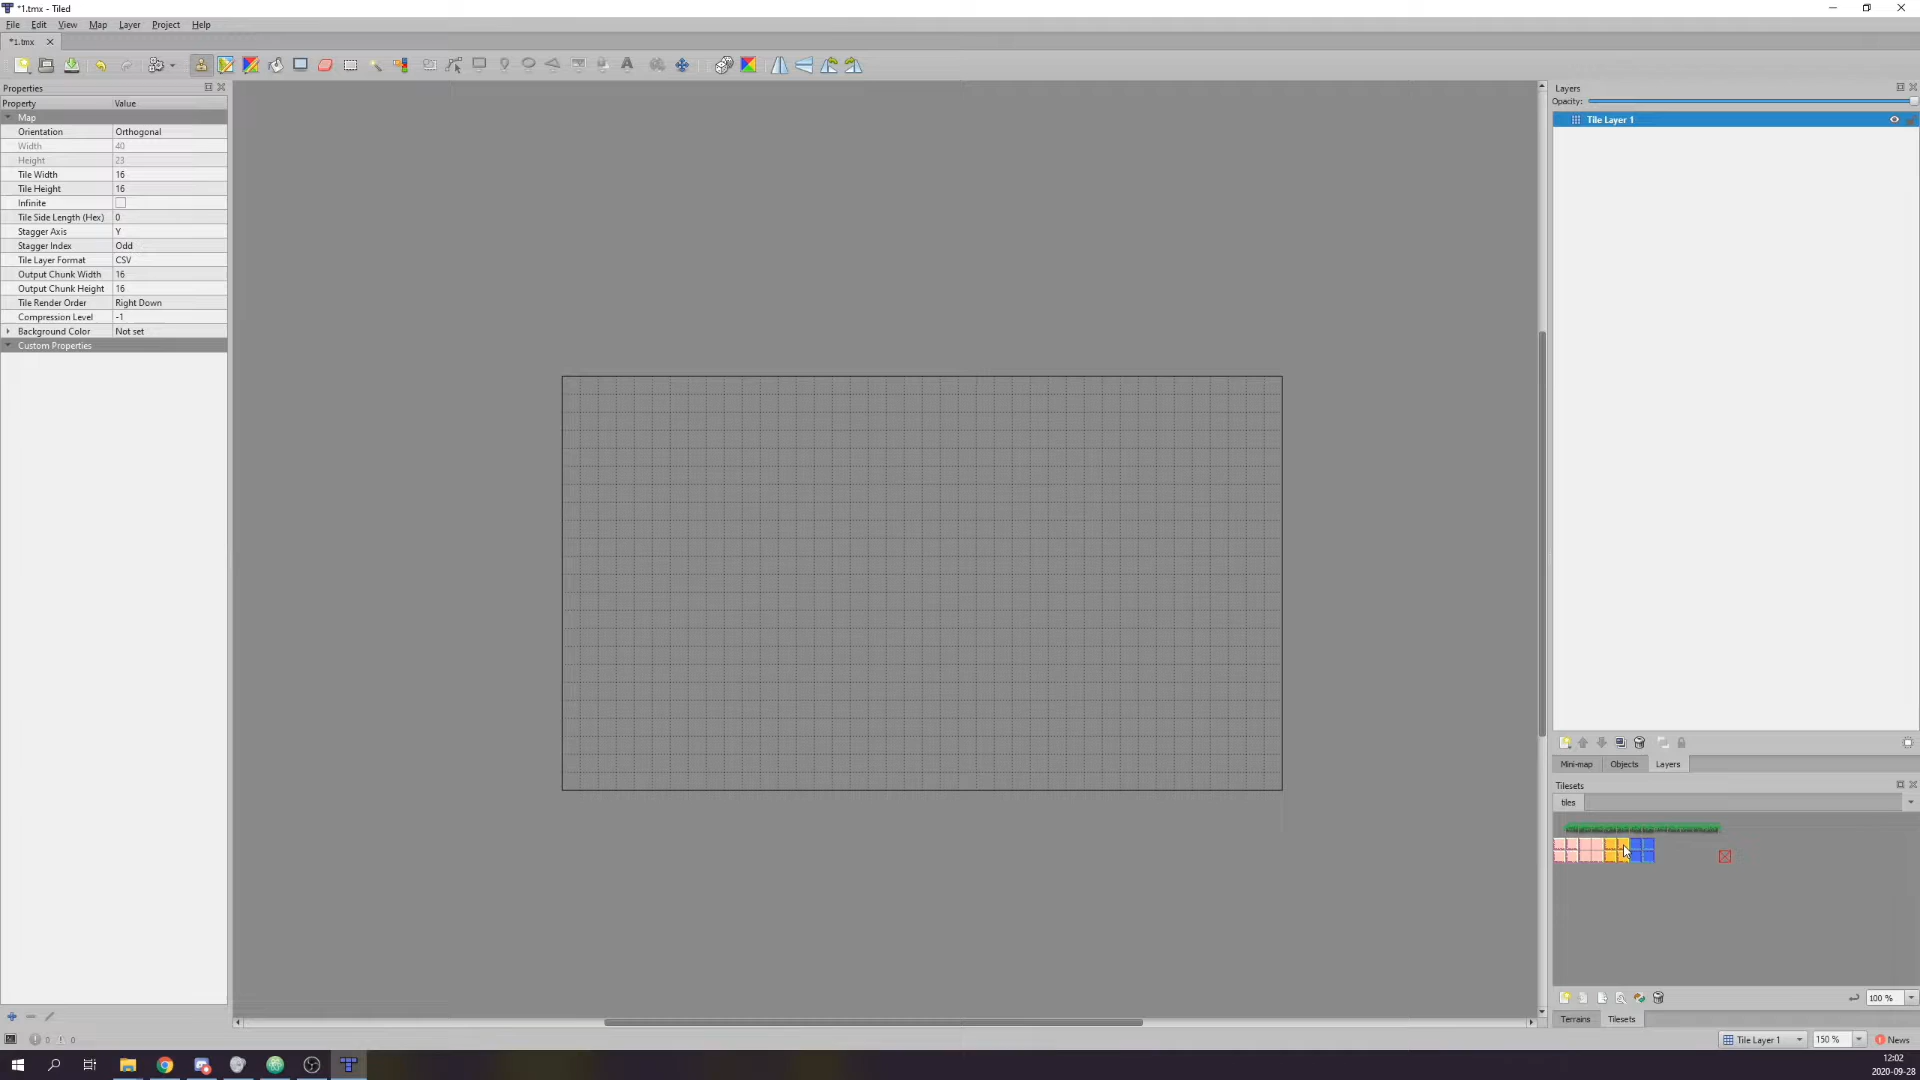 *1.tmx - Tiled
File Edit View Map Layer Project Help
*1.tmx
Properties
Property Value
Map
Orientation Orthogonal
Width 40
Height 23
Tile Width 16
Tile Height 16
Infinite
Tile Side Length (Hex) 0
Stagger Axis Y
Stagger Index Odd
Tile Layer Format CSV
Output Chunk Width 16
Output Chunk Height 16
Tile Render Order Right Down
Compression Level -1
Background Color Not set
Custom Properties
Layers
Opacity:
Tile Layer 1
Mini-map Objects Layers
Tilesets
tiles
100 %
Terrains Tilesets
0 0
Tile Layer 1 150 % News
12:02
2020-09-28